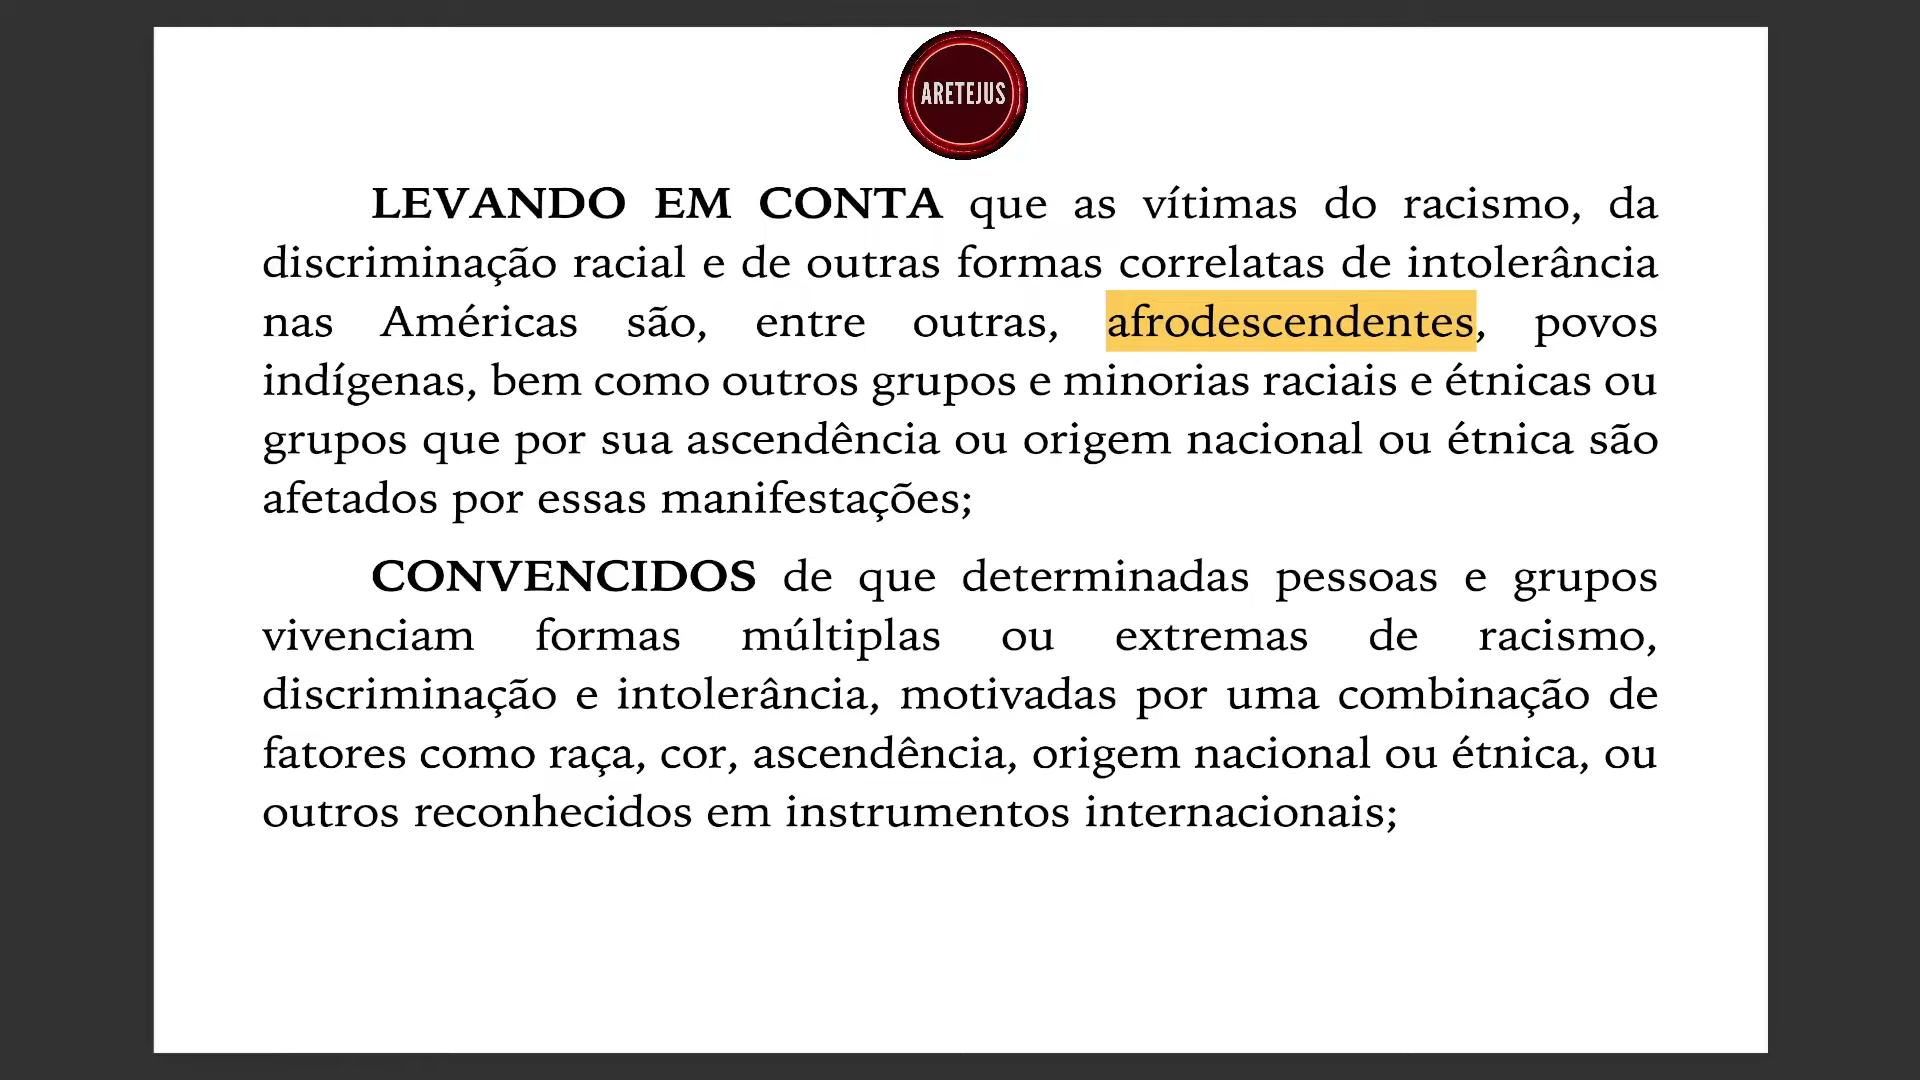 ARETEJUS
LEVANDO EM CONTA que as vítimas do racismo, da
discriminação racial e de outras formas correlatas de intolerância
nas Américas são, entre outras, afrodescendentes, povos
indígenas, bem como outros grupos e minorias raciais e étnicas ou
grupos que por sua ascendência ou origem nacional ou étnica são
afetados por essas manifestações;
CONVENCIDOS de que determinadas pessoas e grupos
vivenciam formas múltiplas ou extremas de racismo,
discriminação e intolerância, motivadas por uma combinação de
fatores como raça, cor, ascendência, origem nacional ou étnica, ou
outros reconhecidos em instrumentos internacionais;